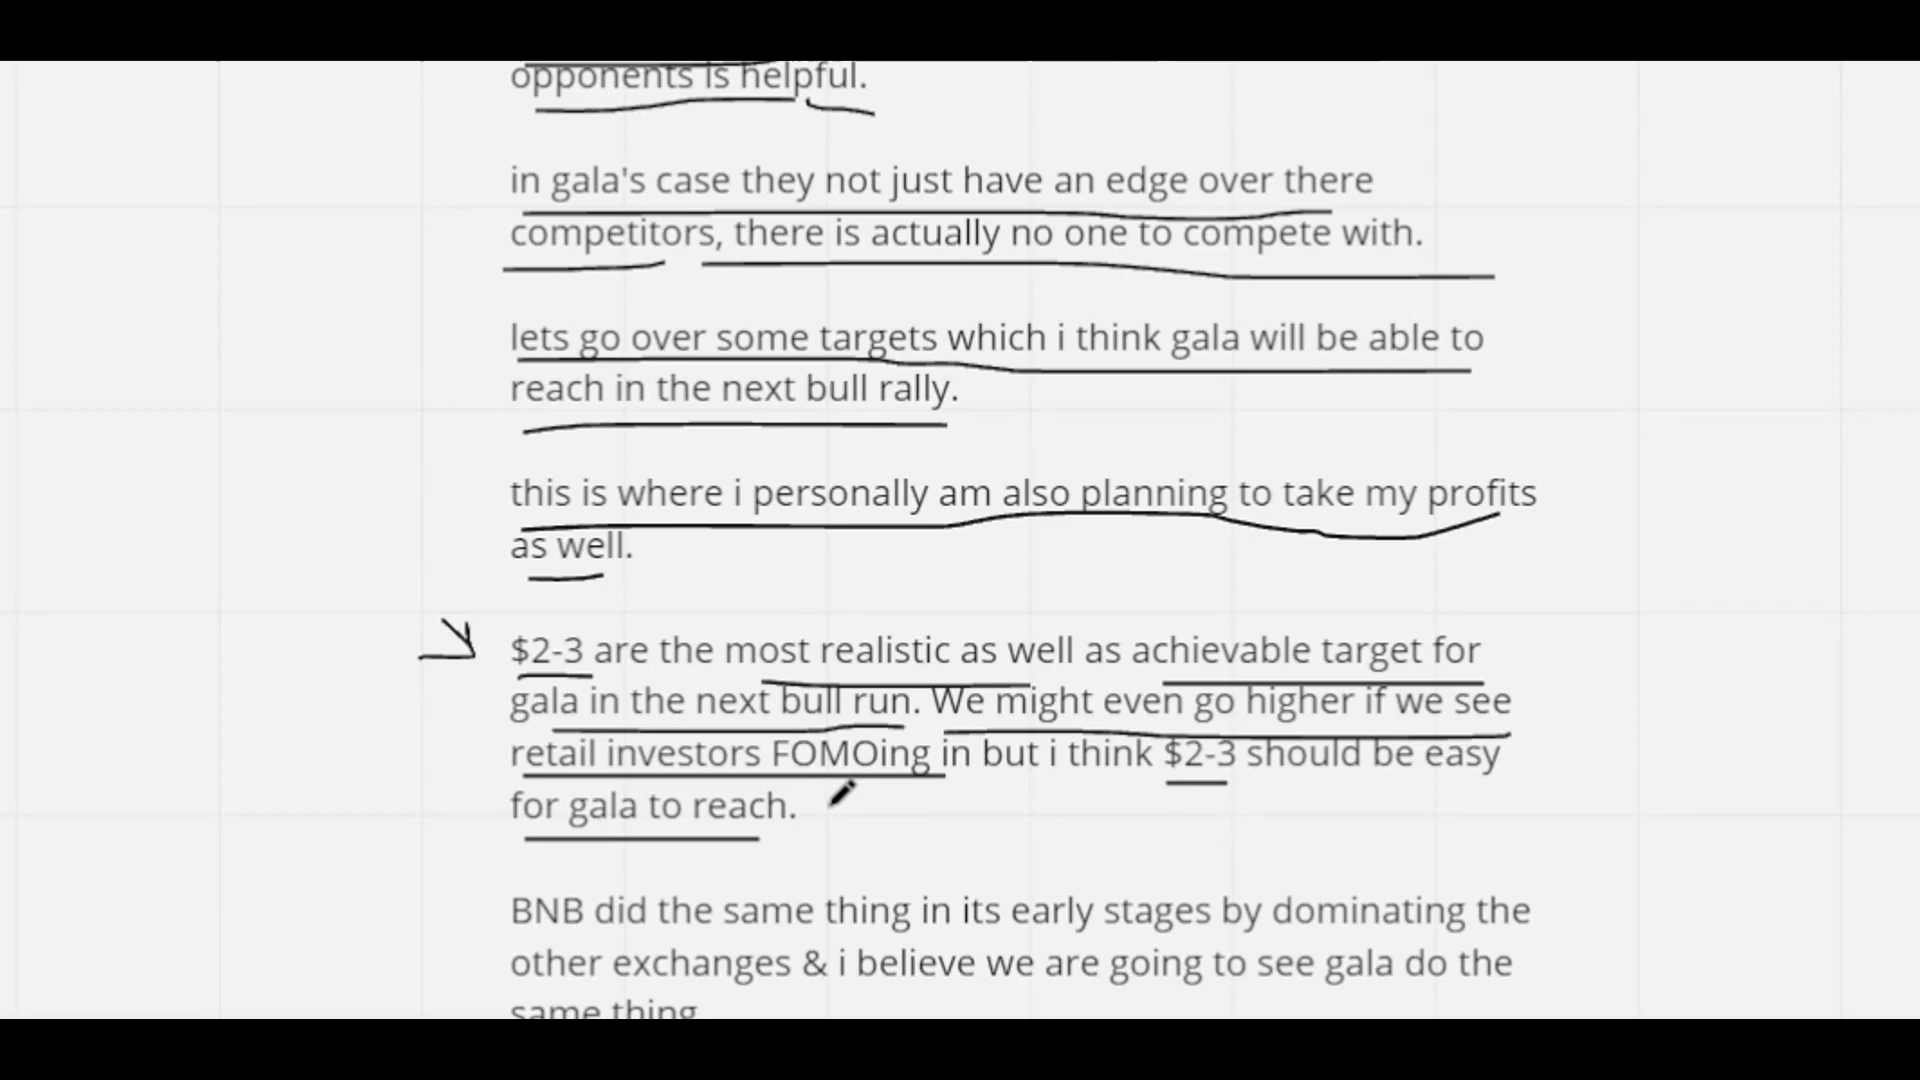 opponents is helpful.
in gala's case they not just have an edge over there
competitors, there is actually no one to compete with.
lets go over some targets which i think gala will be able to
reach in the next bull rally.
this is where i personally am also planning to take my profits
as well.
$2-3 are the most realistic as well as achievable target for
gala in the next bull run. We might even go higher if we see
retail investors FOMOing in but i think $2-3 should be easy
for gala to reach.
BNB did the same thing in its early stages by dominating the
other exchanges & i believe we are going to see gala do the
same thing